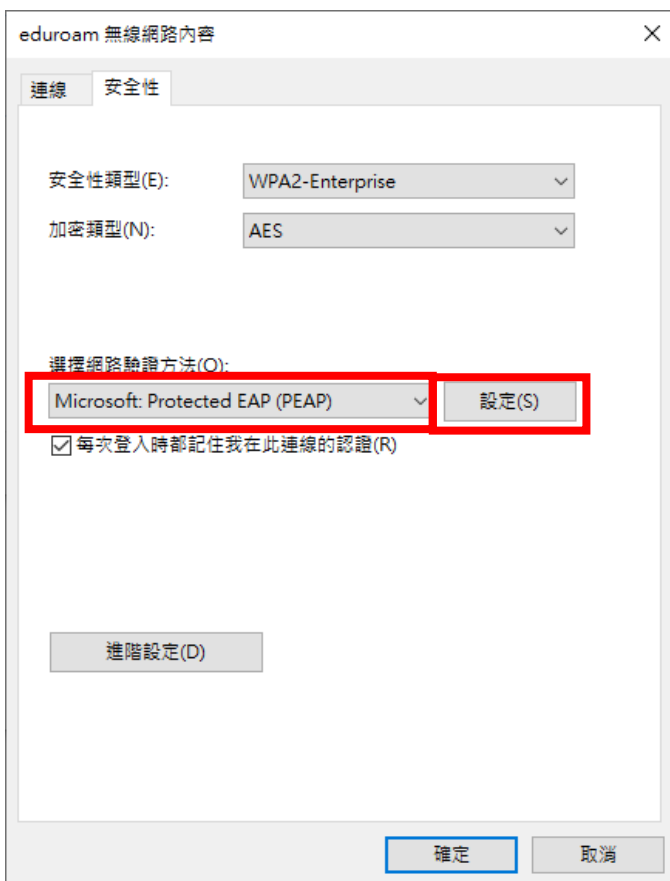 eduroam 無線網路內容
連線 安全性
安全性類型(E): WPA2-Enterprise
加密類型(N): AES
選擇網路驗證方法(O):
Microsoft: Protected EAP (PEAP) 設定(S)
每次登入時都記住我在此連線的認證(R)
進階設定(D)
確定 取消